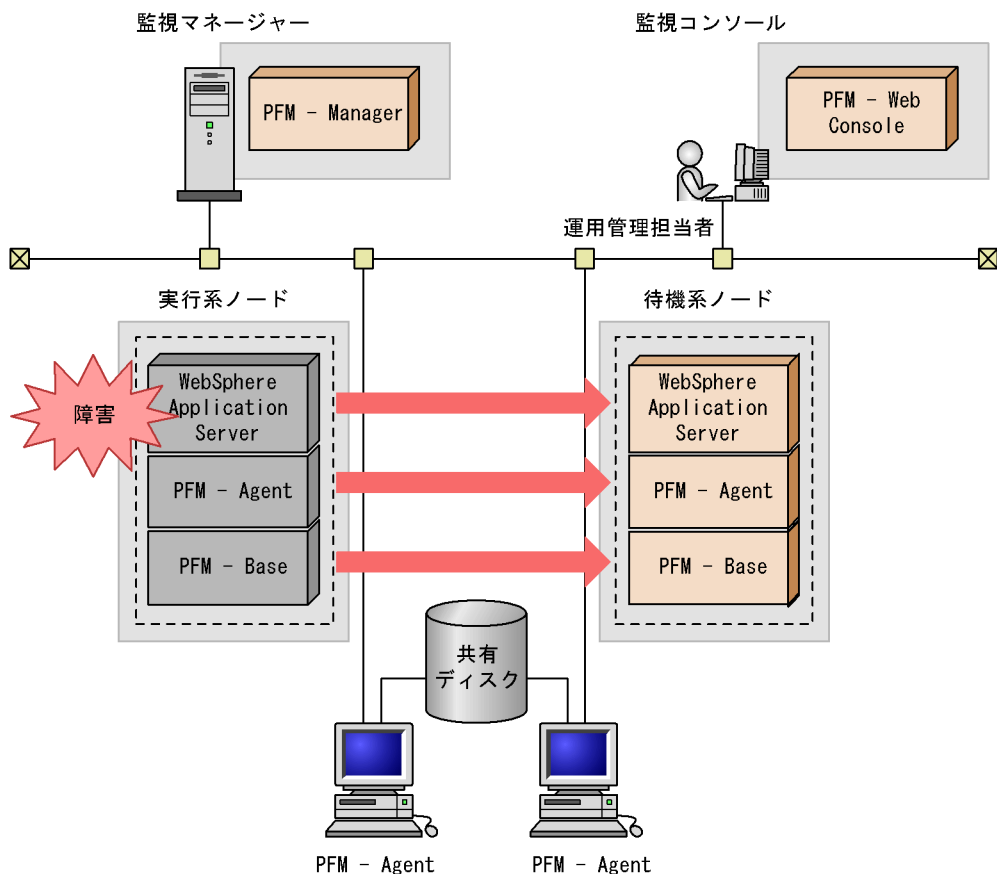 監視マネージャー
監視コンソール
PFM - Manager
PFM - Web
Console
運用管理担当者
実行系ノード
待機系ノード
障害
WebSphere
Application
Server
WebSphere
Application
Server
PFM - Agent
PFM - Agent
PFM - Base
PFM - Base
共有
ディスク
PFM - Agent
PFM - Agent